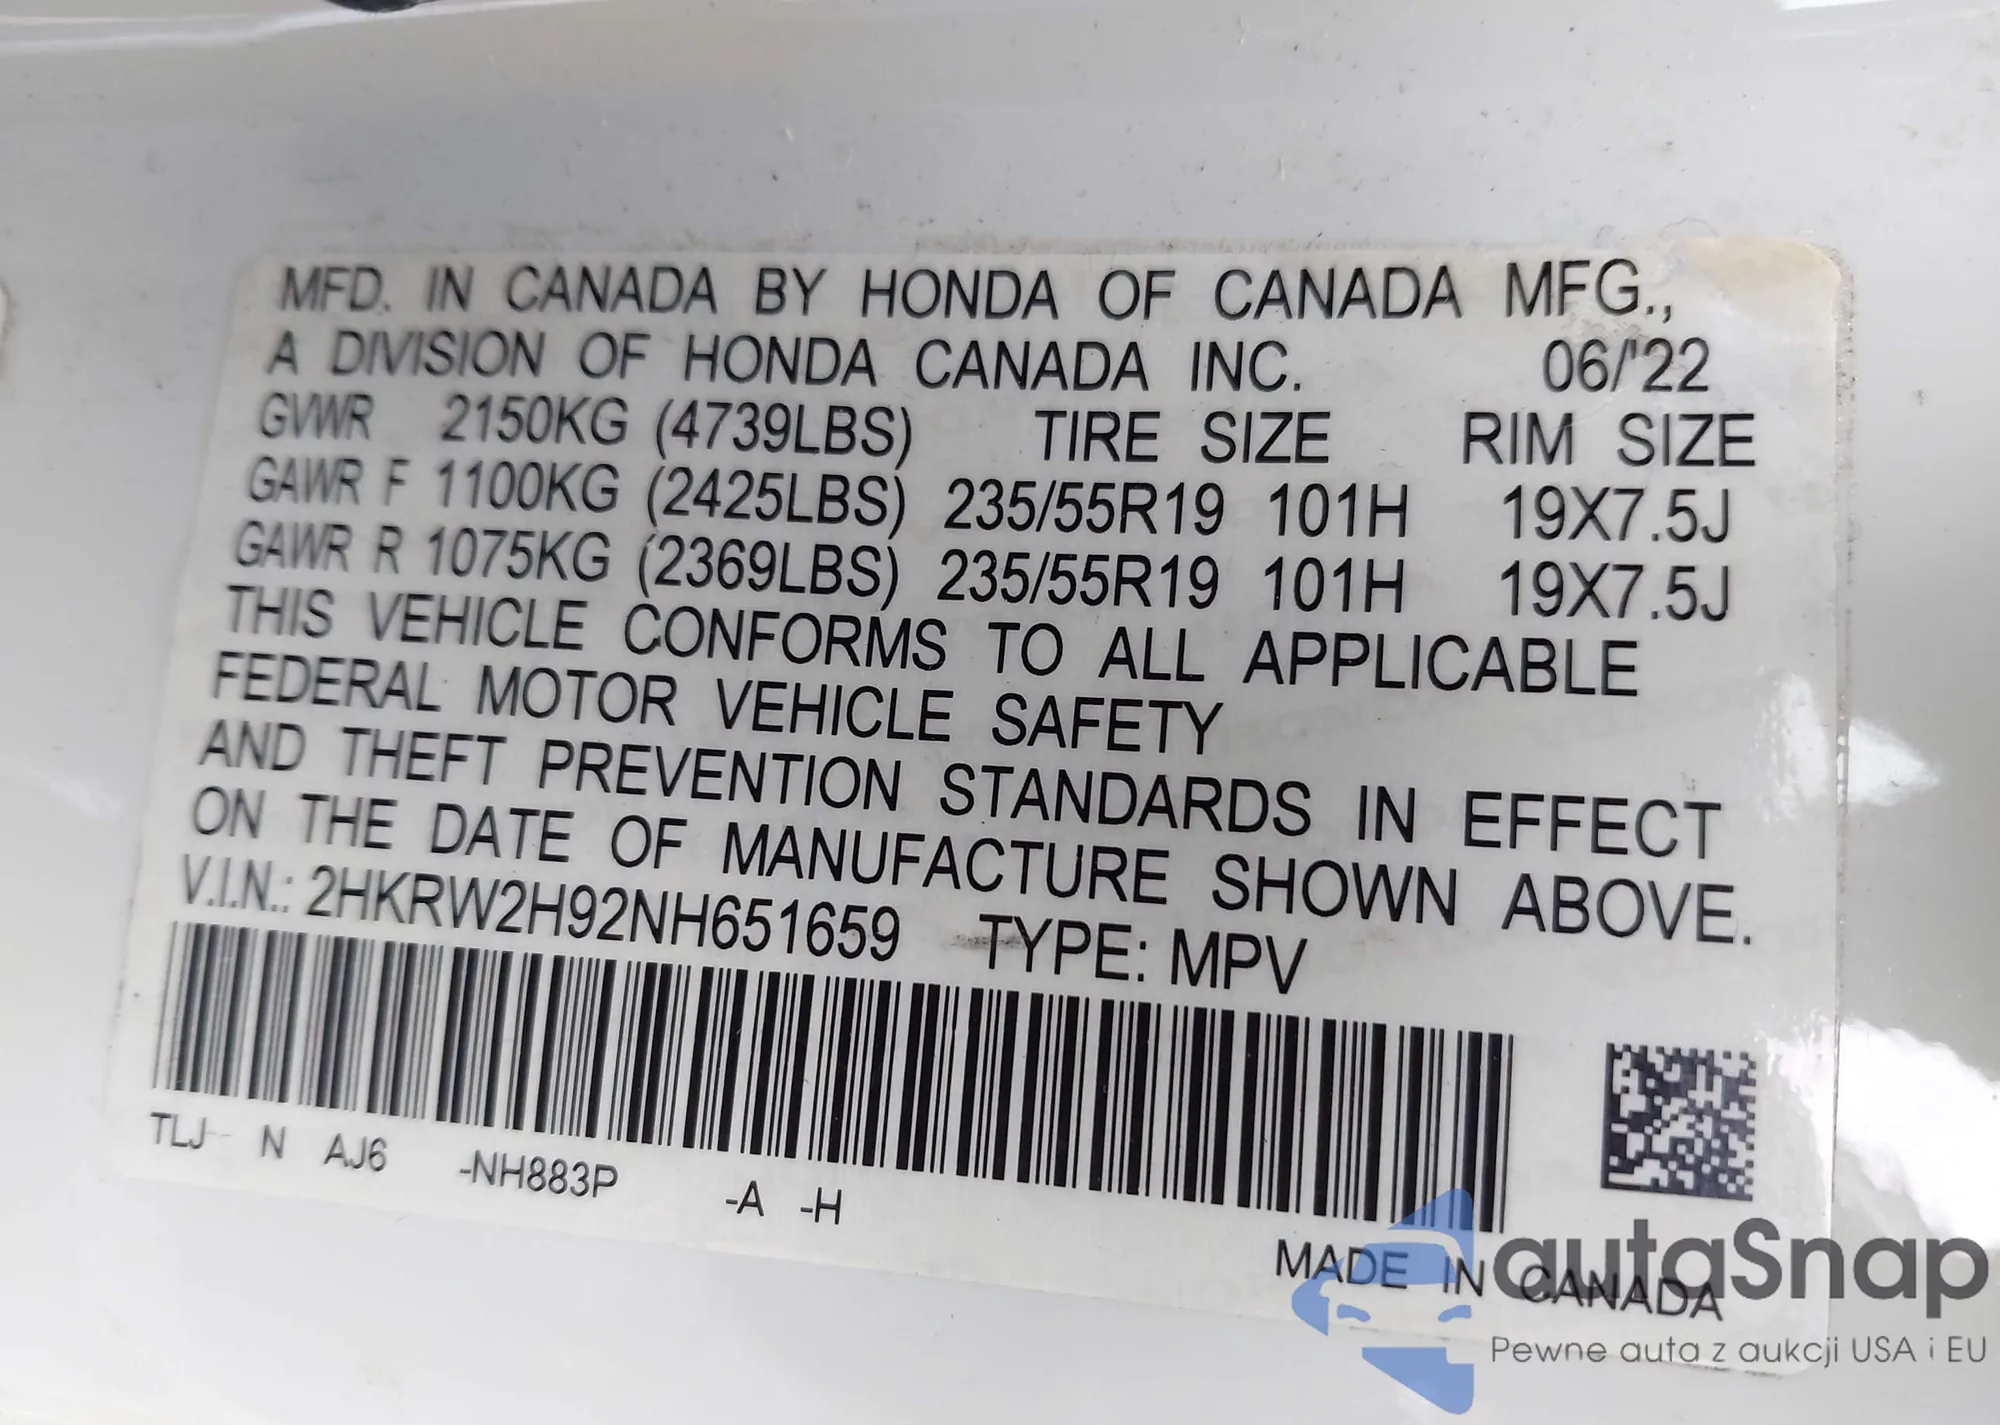 MFD. IN CANADA BY HONDA OF CANADA MFG.,
A DIVISION OF HONDA CANADA INC. 06/'22
GVWR 2150KG (4739LBS) TIRE SIZE RIM SIZE
GAWR F 1100KG (2425LBS) 235/55R19 101H 19X7.5J
GAWR R 1075KG (2369LBS) 235/55R19 101H 19X7.5J
THIS VEHICLE CONFORMS TO ALL APPLICABLE
FEDERAL MOTOR VEHICLE SAFETY
AND THEFT PREVENTION STANDARDS IN EFFECT
ON THE DATE OF MANUFACTURE SHOWN ABOVE.
V.I.N.: 2HKRW2H92NH651659 TYPE: MPV
TLJ N AJ6 -NH883P -A -H
MADE IN CANADA
autaSnap
Pewne auta z aukcji USA i EU